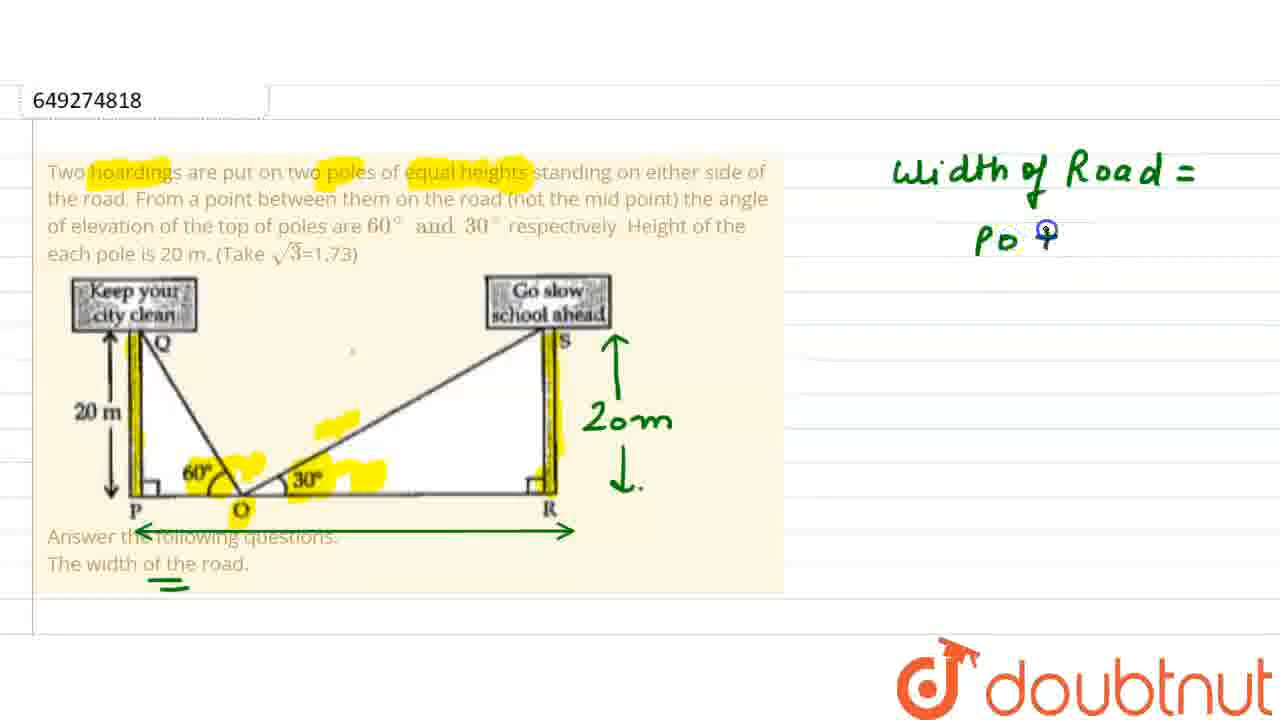 649274818
Two hoardings are put on two poles of equal heights standing on either side of
the road. From a point between them on the road (not the mid point) the angle
of elevation of the top of poles are 60° and 30° respectively. Height of the
each pole is 20 m. (Take √3=1.73)
Keep your
city clean
Go slow
school ahead
Q
S
20 m
20m
60°
30°
P
O
R
Answer the following questions.
The width of the road.
Width of Road =
PO +
doubtnut